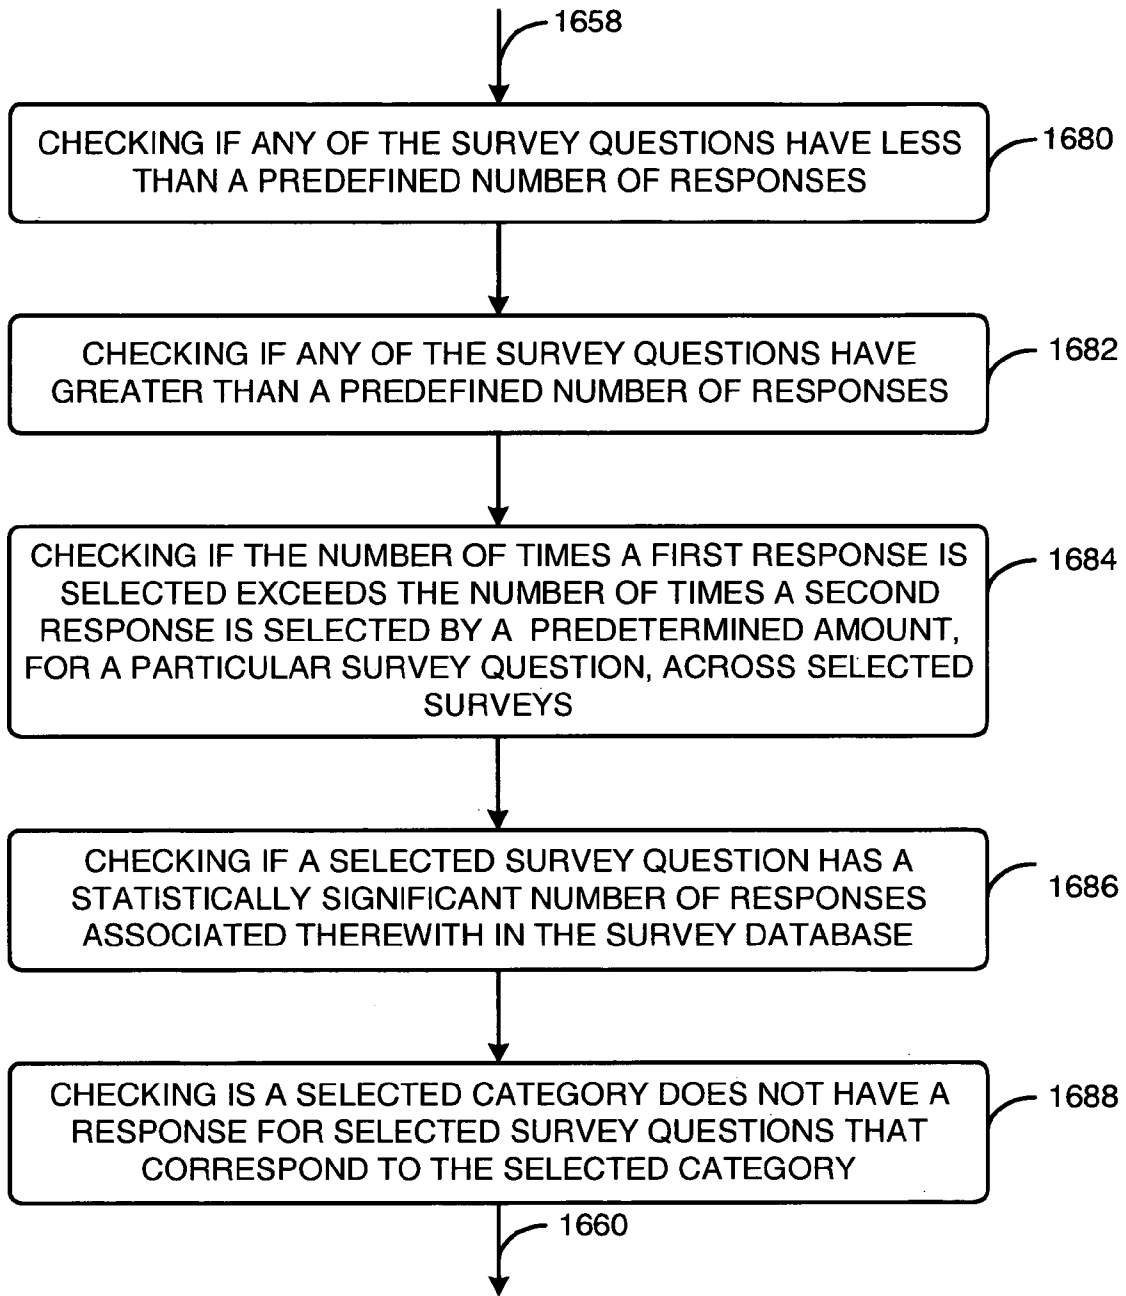 1658
CHECKING IF ANY OF THE SURVEY QUESTIONS HAVE LESS
THAN A PREDEFINED NUMBER OF RESPONSES
1680
CHECKING IF ANY OF THE SURVEY QUESTIONS HAVE
GREATER THAN A PREDEFINED NUMBER OF RESPONSES
1682
CHECKING IF THE NUMBER OF TIMES A FIRST RESPONSE IS
SELECTED EXCEEDS THE NUMBER OF TIMES A SECOND
RESPONSE IS SELECTED BY A PREDETERMINED AMOUNT,
FOR A PARTICULAR SURVEY QUESTION, ACROSS SELECTED
SURVEYS
1684
CHECKING IF A SELECTED SURVEY QUESTION HAS A
STATISTICALLY SIGNIFICANT NUMBER OF RESPONSES
ASSOCIATED THEREWITH IN THE SURVEY DATABASE
1686
CHECKING IS A SELECTED CATEGORY DOES NOT HAVE A
RESPONSE FOR SELECTED SURVEY QUESTIONS THAT
CORRESPOND TO THE SELECTED CATEGORY
1688
1660